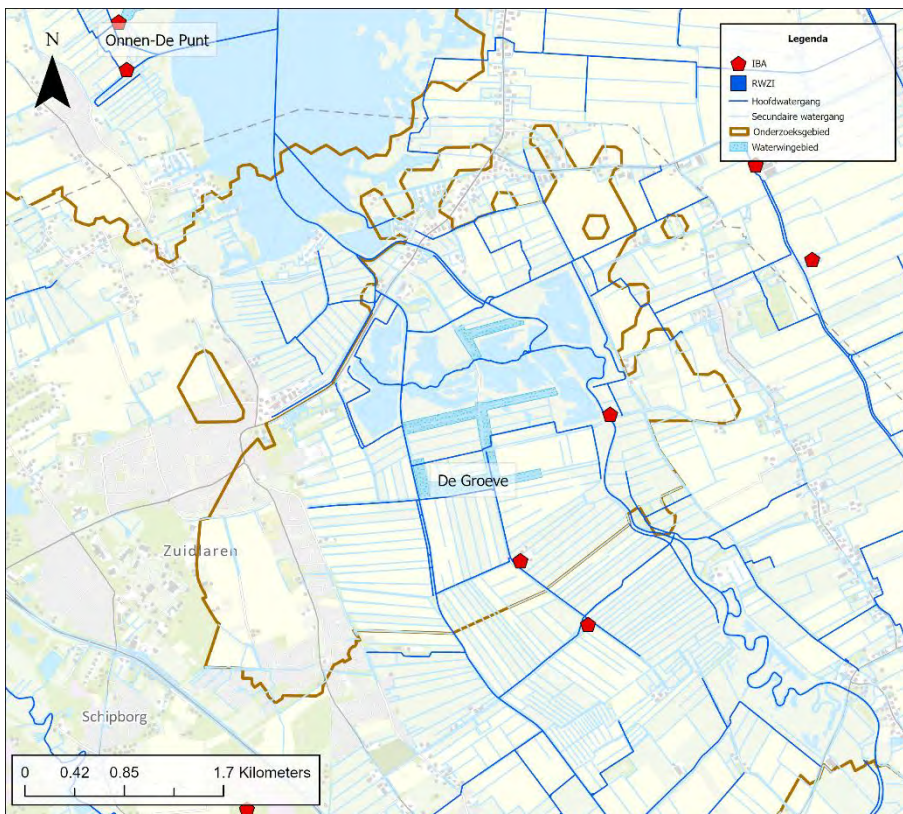 Onnen-De Punt
N
Legenda
IBA
RWZI
Hoofdwatergang
Secundaire watergang
Onderzoeksgebied
Waterwingebied
De Groeve
Zuidlaren
Schipborg
0 0.42 0.85 1.7 Kilometers